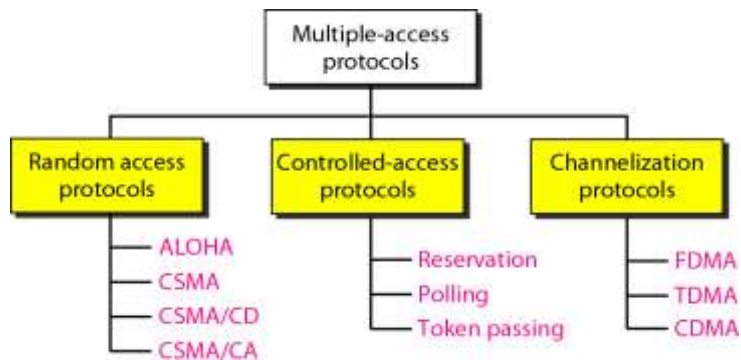 Multiple-access
protocols
Random access
protocols
Controlled-access
protocols
Channelization
protocols
ALOHA
CSMA
CSMA/CD
CSMA/CA
Reservation
Polling
Token passing
FDMA
TDMA
CDMA